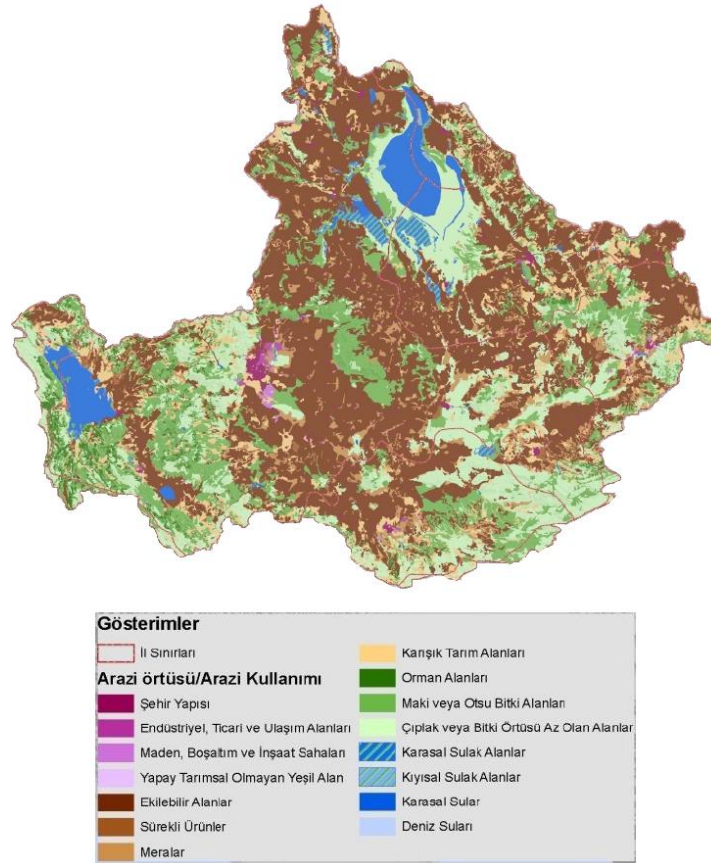 Gösterimler
İl Sınırları
Arazi örtüsü/Arazi Kullanımı
Şehir Yapısı
Endüstriyel, Ticari ve Ulaşım Alanları
Maden, Boşaltım ve İnşaat Sahaları
Yapay Tarımsal Olmayan Yeşil Alan
Ekilebilir Alanlar
Sürekli Ürünler
Meralar
Karışık Tarım Alanları
Orman Alanları
Maki veya Otsu Bitki Alanları
Çıplak veya Bitki Örtüsü Az Olan Alanlar
Karasal Sulak Alanlar
Kıyısal Sulak Alanlar
Karasal Sular
Deniz Suları